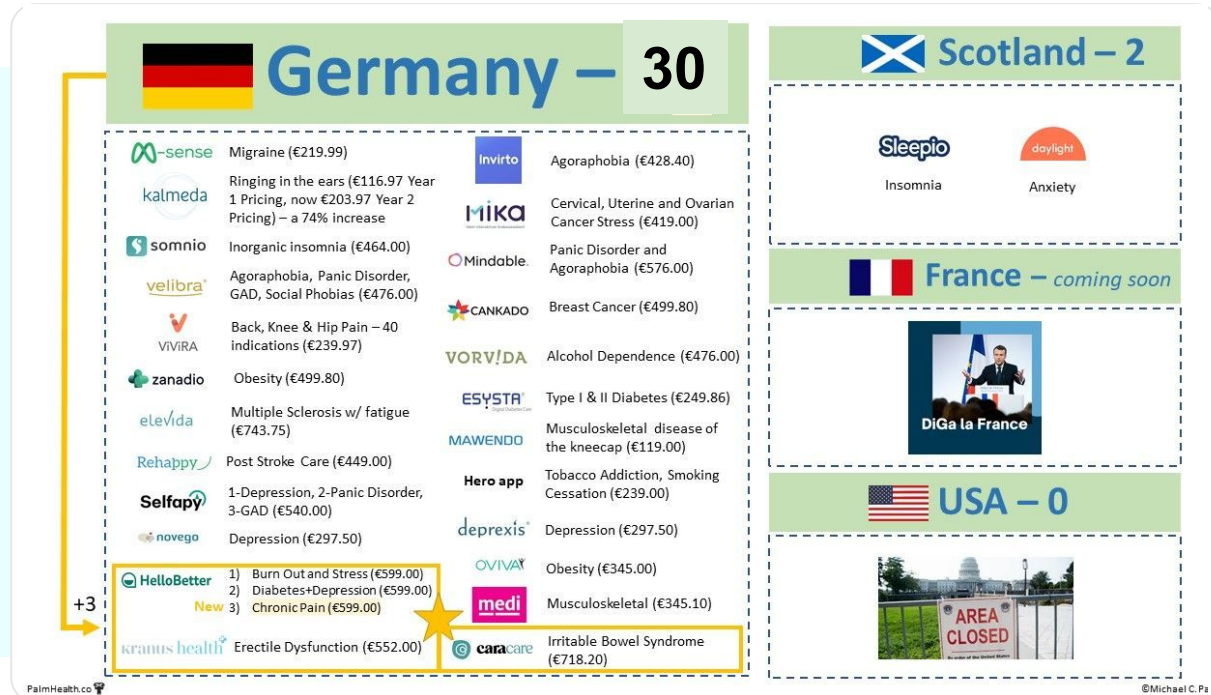 Germany – 30
M-sense
Migraine (€219.99)
kalmeda
Ringing in the ears (€116.97 Year
1 Pricing, now €203.97 Year 2
Pricing) – a 74% increase
somnio
Inorganic insomnia (€464.00)
velibra
Agoraphobia, Panic Disorder,
GAD, Social Phobias (€476.00)
ViViRA
Back, Knee & Hip Pain – 40
indications (€239.97)
zanadio
Obesity (€499.80)
elevida
Multiple Sclerosis w/ fatigue
(€743.75)
Rehappy
Post Stroke Care (€449.00)
Selfapy
1-Depression, 2-Panic Disorder,
3-GAD (€540.00)
novego
Depression (€297.50)
+3
HelloBetter
1) Burn Out and Stress (€599.00)
2) Diabetes+Depression (€599.00)
New 3) Chronic Pain (€599.00)
kranus health
Erectile Dysfunction (€552.00)
Invirto
Agoraphobia (€428.40)
MiKa
Cervical, Uterine and Ovarian
Cancer Stress (€419.00)
Mindable.
Panic Disorder and
Agoraphobia (€576.00)
CANKADO
Breast Cancer (€499.80)
VORV!DA
Alcohol Dependence (€476.00)
ESYSTA
Digital Diabetes Care
Type I & II Diabetes (€249.86)
MAWENDO
Musculoskeletal disease of
the kneecap (€119.00)
Hero app
Tobacco Addiction, Smoking
Cessation (€239.00)
deprexis
Depression (€297.50)
OVIVA
Obesity (€345.00)
medi
Musculoskeletal (€345.10)
caracare
Irritable Bowel Syndrome
(€718.20)
Scotland – 2
Sleepio
Insomnia
daylight
Anxiety
France – coming soon
DiGa la France
USA – 0
AREA
CLOSED
PalmHealth.co
©Michael C. Pa